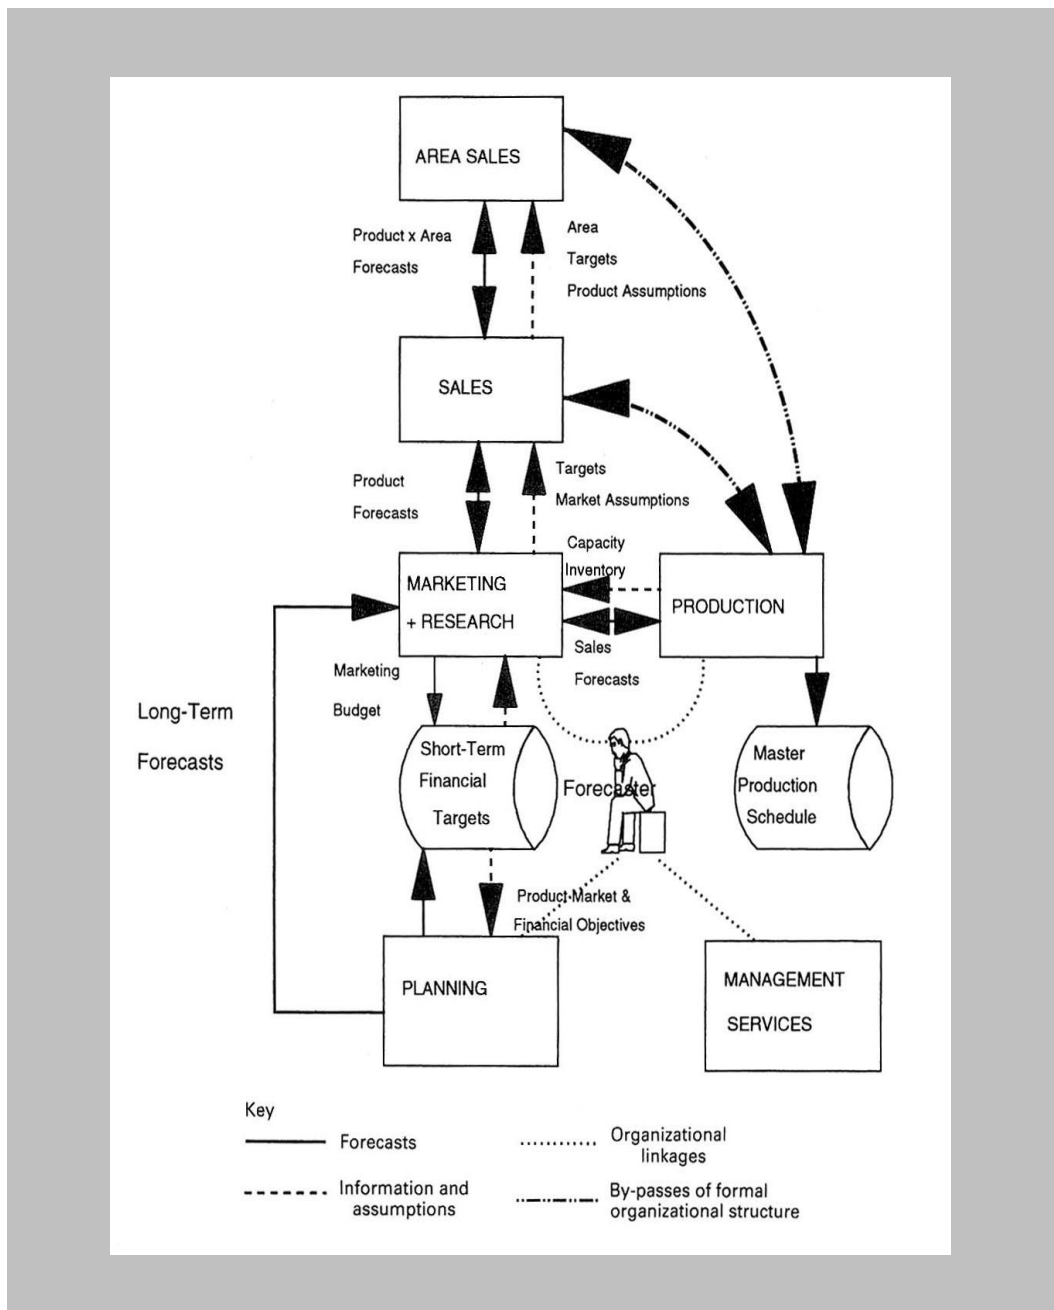 AREA SALES
Product x Area
Forecasts
Area
Targets
Product Assumptions
SALES
Product
Forecasts
Targets
Market Assumptions
Capacity
Inventory
MARKETING
+ RESEARCH
PRODUCTION
Sales
Forecasts
Marketing
Budget
Long-Term
Forecasts
Short-Term
Financial
Targets
Forecaster
Master
Production
Schedule
Product-Market &
Financial Objectives
PLANNING
MANAGEMENT
SERVICES
Key
Forecasts
Organizational
linkages
Information and
assumptions
By-passes of formal
organizational structure